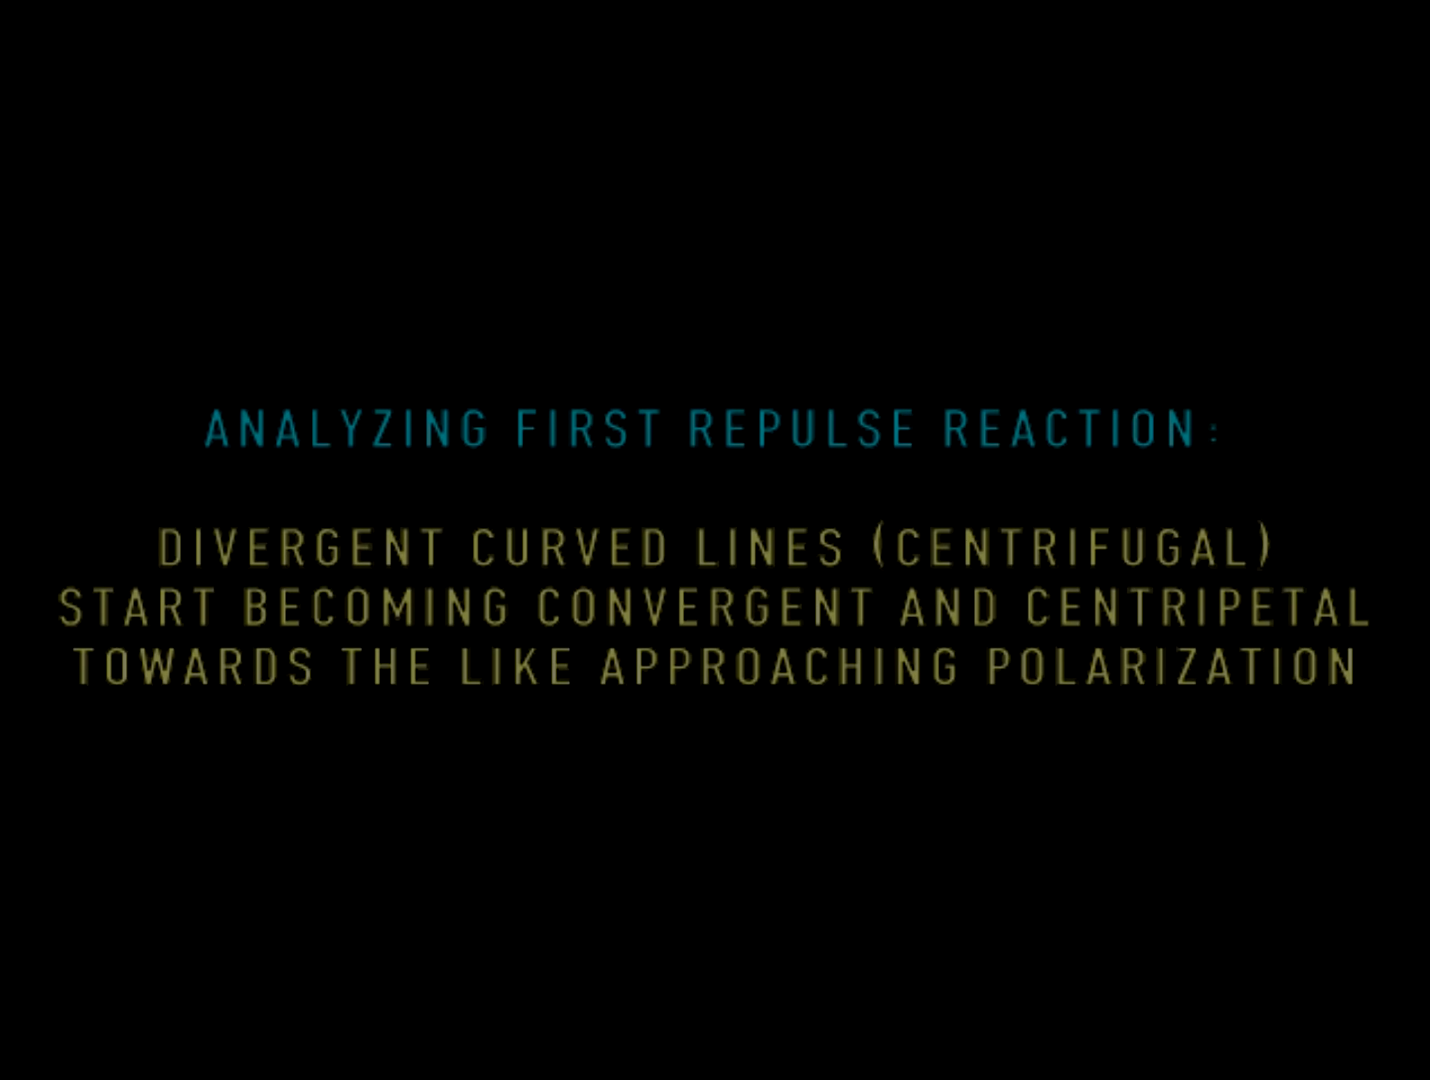 ANALYZING FIRST REPULSE REACTION:
DIVERGENT CURVED LINES (CENTRIFUGAL)
START BECOMING CONVERGENT AND CENTRIPETAL
TOWARDS THE LIKE APPROACHING POLARIZATION